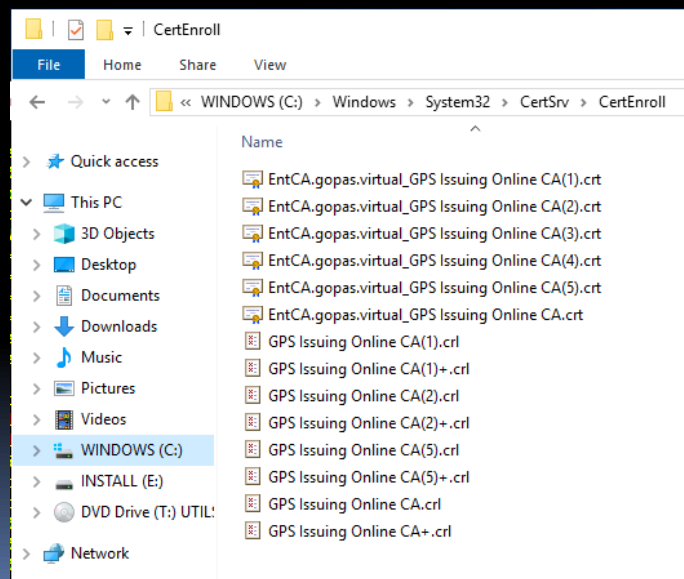 CertEnroll
File Home Share View
« WINDOWS (C:) › Windows › System32 › CertSrv › CertEnroll
Name
Quick access
This PC
3D Objects
Desktop
Documents
Downloads
Music
Pictures
Videos
WINDOWS (C:)
INSTALL (E:)
DVD Drive (T:) UTIL
Network
EntCA.gopas.virtual_GPS Issuing Online CA(1).crt
EntCA.gopas.virtual_GPS Issuing Online CA(2).crt
EntCA.gopas.virtual_GPS Issuing Online CA(3).crt
EntCA.gopas.virtual_GPS Issuing Online CA(4).crt
EntCA.gopas.virtual_GPS Issuing Online CA(5).crt
EntCA.gopas.virtual_GPS Issuing Online CA.crt
GPS Issuing Online CA(1).crl
GPS Issuing Online CA(1)+.crl
GPS Issuing Online CA(2).crl
GPS Issuing Online CA(2)+.crl
GPS Issuing Online CA(5).crl
GPS Issuing Online CA(5)+.crl
GPS Issuing Online CA.crl
GPS Issuing Online CA+.crl